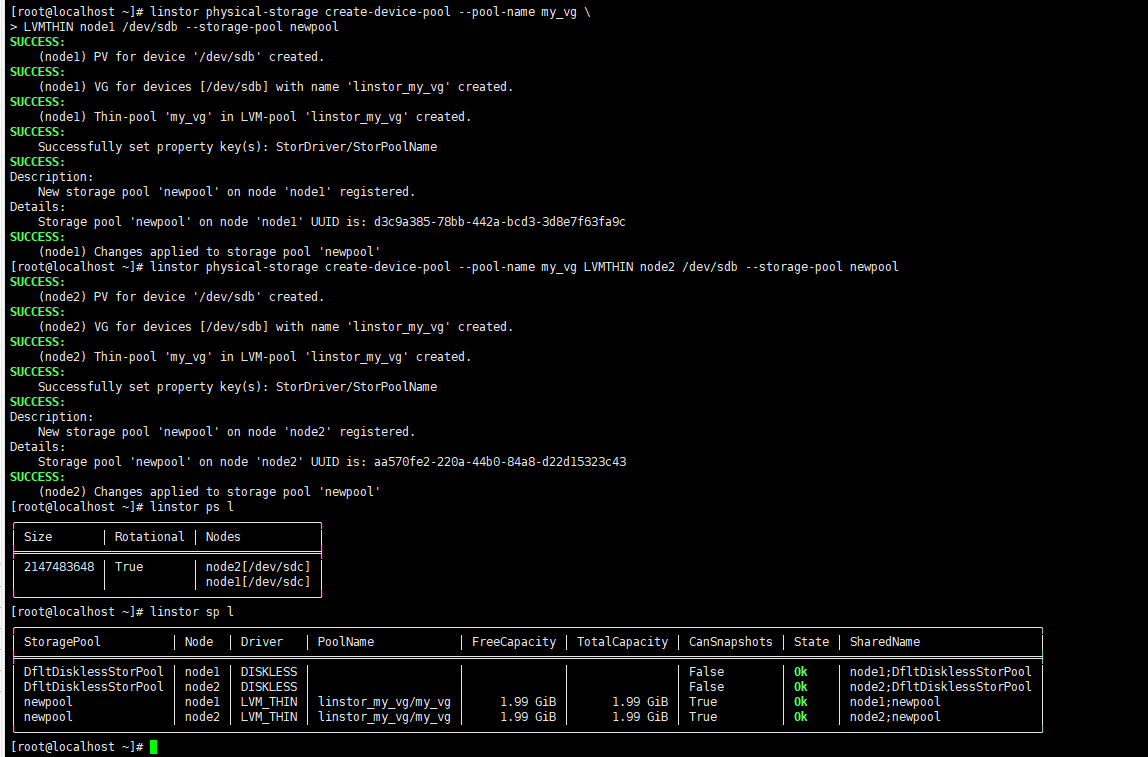 [root@localhost ~]# linstor physical-storage create-device-pool --pool-name my_vg \
> LVMTHIN node1 /dev/sdb --storage-pool newpool
SUCCESS:
    (node1) PV for device '/dev/sdb' created.
SUCCESS:
    (node1) VG for devices [/dev/sdb] with name 'linstor_my_vg' created.
SUCCESS:
    (node1) Thin-pool 'my_vg' in LVM-pool 'linstor_my_vg' created.
SUCCESS:
    Successfully set property key(s): StorDriver/StorPoolName
SUCCESS:
Description:
    New storage pool 'newpool' on node 'node1' registered.
Details:
    Storage pool 'newpool' on node 'node1' UUID is: d3c9a385-78bb-442a-bcd3-3d8e7f63fa9c
SUCCESS:
    (node1) Changes applied to storage pool 'newpool'
[root@localhost ~]# linstor physical-storage create-device-pool --pool-name my_vg LVMTHIN node2 /dev/sdb --storage-pool newpool
SUCCESS:
    (node2) PV for device '/dev/sdb' created.
SUCCESS:
    (node2) VG for devices [/dev/sdb] with name 'linstor_my_vg' created.
SUCCESS:
    (node2) Thin-pool 'my_vg' in LVM-pool 'linstor_my_vg' created.
SUCCESS:
    Successfully set property key(s): StorDriver/StorPoolName
SUCCESS:
Description:
    New storage pool 'newpool' on node 'node2' registered.
Details:
    Storage pool 'newpool' on node 'node2' UUID is: aa570fe2-220a-44b0-84a8-d22d15323c43
SUCCESS:
    (node2) Changes applied to storage pool 'newpool'
[root@localhost ~]# linstor ps l
Size | Rotational | Nodes
2147483648 | True | node2[/dev/sdc]
node1[/dev/sdc]
[root@localhost ~]# linstor sp l
StoragePool | Node | Driver | PoolName | FreeCapacity | TotalCapacity | CanSnapshots | State | SharedName
DfltDisklessStorPool | node1 | DISKLESS | | | | False | Ok | node1;DfltDisklessStorPool
DfltDisklessStorPool | node2 | DISKLESS | | | | False | Ok | node2;DfltDisklessStorPool
newpool | node1 | LVM_THIN | linstor_my_vg/my_vg | 1.99 GiB | 1.99 GiB | True | Ok | node1;newpool
newpool | node2 | LVM_THIN | linstor_my_vg/my_vg | 1.99 GiB | 1.99 GiB | True | Ok | node2;newpool
[root@localhost ~]#